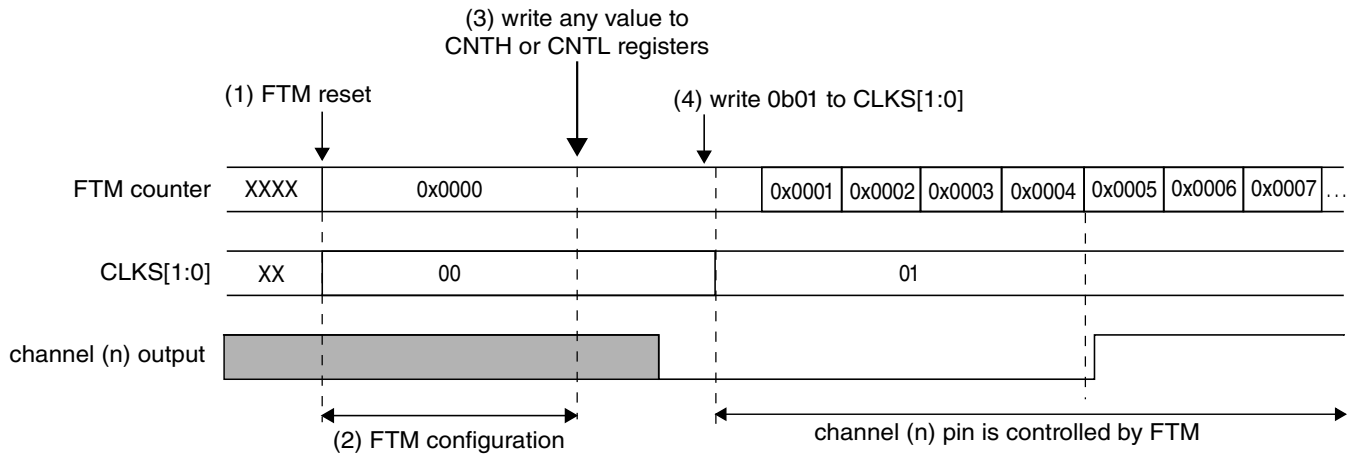 (3) write any value to
CNTH or CNTL registers
(1) FTM reset
(4) write 0b01 to CLKS[1:0]
FTM counter XXXX 0x0000 0x0001 0x0002 0x0003 0x0004 0x0005 0x0006 0x0007 ...
CLKS[1:0] XX 00 01
channel (n) output
(2) FTM configuration
channel (n) pin is controlled by FTM